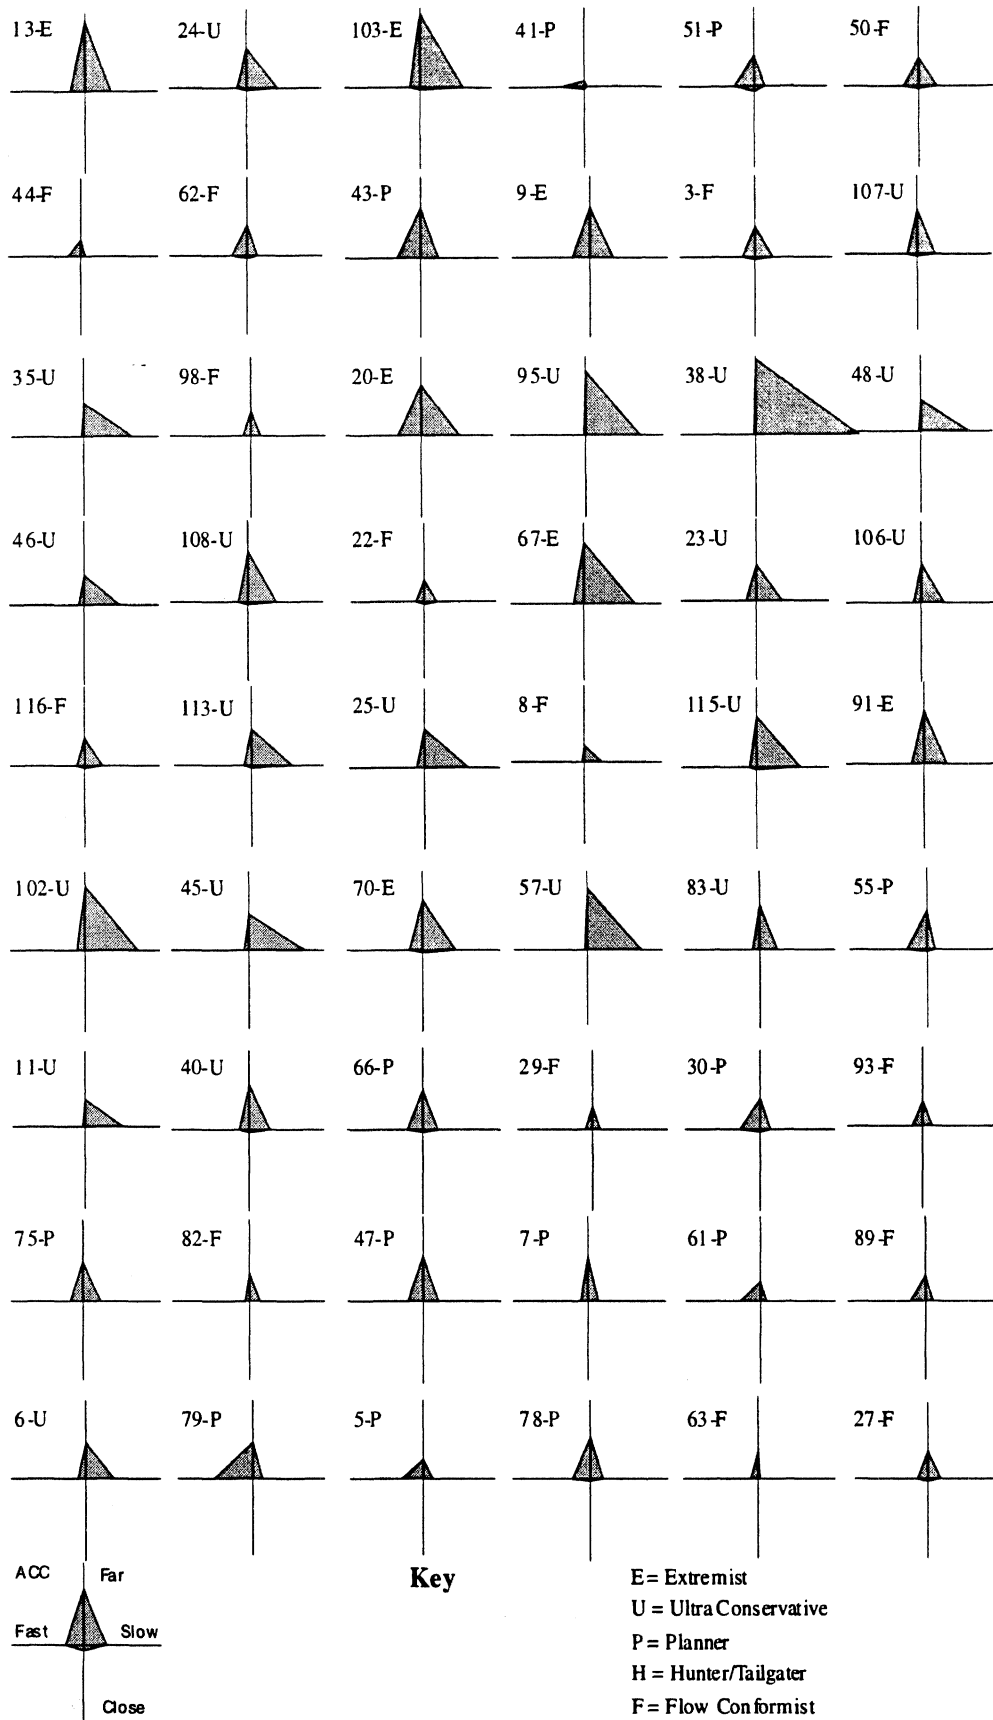 13-E 24-U 103-E 41-P 51-P 50-F
44-F 62-F 43-P 9-E 3-F 107-U
35-U 98-F 20-E 95-U 38-U 48-U
46-U 108-U 22-F 67-E 23-U 106-U
116-F 113-U 25-U 8-F 115-U 91-E
102-U 45-U 70-E 57-U 83-U 55-P
11-U 40-U 66-P 29-F 30-P 93-F
75-P 82-F 47-P 7-P 61-P 89-F
6-U 79-P 5-P 78-P 63-F 27-F
ACC Far
Fast Slow
Close
Key
E= Extremist
U = Ultra Conservative
P= Planner
H = Hunter/Tailgater
F= Flow Conformist